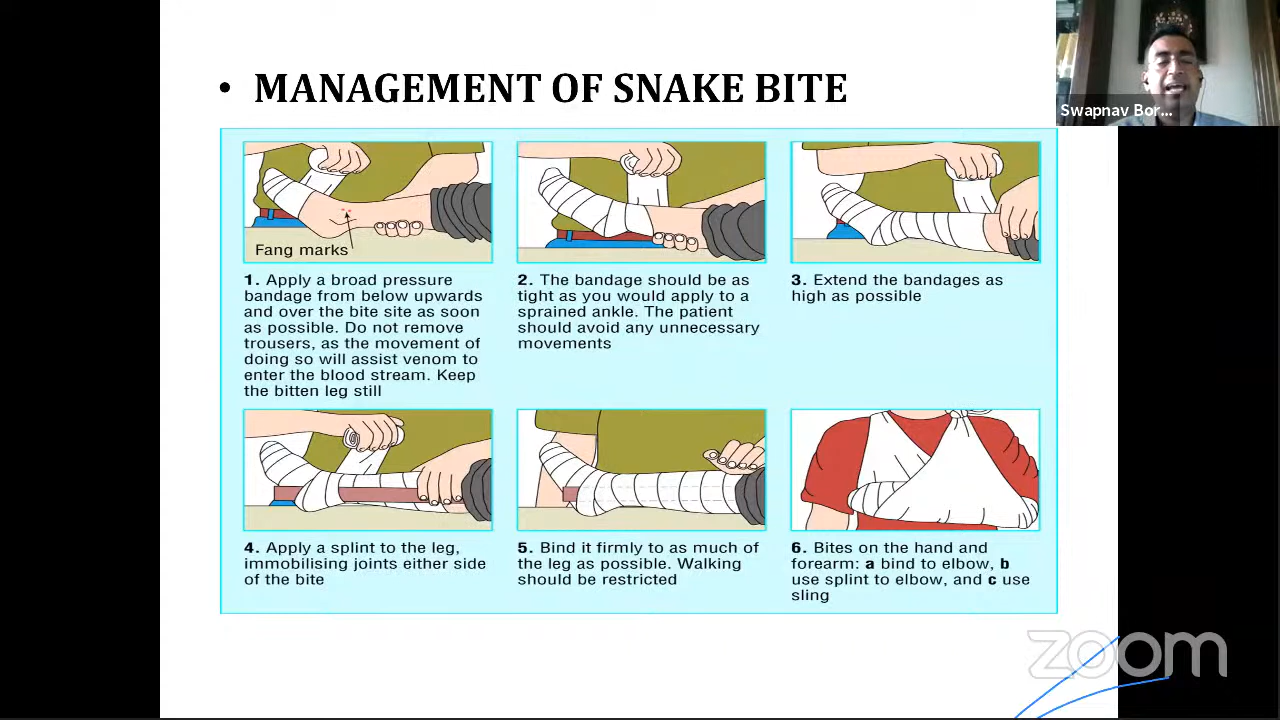 • MANAGEMENT OF SNAKE BITE
Swapnav Bor...
Fang marks
1. Apply a broad pressure
bandage from below upwards
and over the bite site as soon
as possible. Do not remove
trousers, as the movement of
doing so will assist venom to
enter the blood stream. Keep
the bitten leg still
2. The bandage should be as
tight as you would apply to a
sprained ankle. The patient
should avoid any unnecessary
movements
3. Extend the bandages as
high as possible
4. Apply a splint to the leg,
immobilising joints either side
of the bite
5. Bind it firmly to as much of
the leg as possible. Walking
should be restricted
6. Bites on the hand and
forearm: a bind to elbow, b
use splint to elbow, and c use
sling
zoom